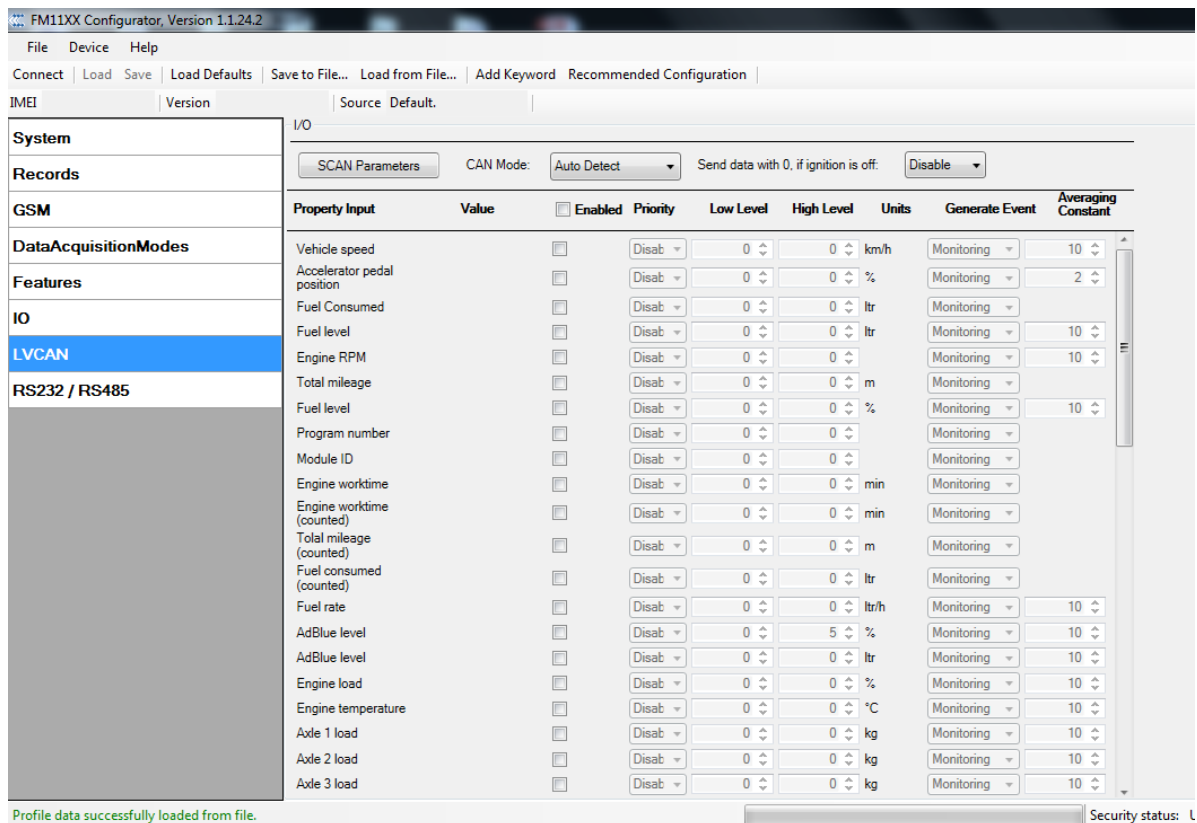 FM11XX Configurator, Version 1.1.24.2
File Device Help
Connect Load Save Load Defaults Save to File... Load from File... Add Keyword Recommended Configuration
IMEI Version Source Default.
System
Records
GSM
DataAcquisitionModes
Features
IO
LVCAN
RS232 / RS485
I/O
SCAN Parameters CAN Mode: Auto Detect Send data with 0, if ignition is off: Disable
Property Input Value Enabled Priority Low Level High Level Units Generate Event Averaging Constant
Vehicle speed Disab 0 0 km/h Monitoring 10
Accelerator pedal
position Disab 0 0 % Monitoring 2
Fuel Consumed Disab 0 0 ltr Monitoring
Fuel level Disab 0 0 ltr Monitoring 10
Engine RPM Disab 0 0 Monitoring 10
Total mileage Disab 0 0 m Monitoring
Fuel level Disab 0 0 % Monitoring 10
Program number Disab 0 0 Monitoring
Module ID Disab 0 0 Monitoring
Engine worktime Disab 0 0 min Monitoring
Engine worktime
(counted) Disab 0 0 min Monitoring
Tolal mileage
(counted) Disab 0 0 m Monitoring
Fuel consumed
(counted) Disab 0 0 ltr Monitoring
Fuel rate Disab 0 0 ltr/h Monitoring 10
AdBlue level Disab 0 5 % Monitoring 10
AdBlue level Disab 0 0 ltr Monitoring 10
Engine load Disab 0 0 % Monitoring 10
Engine temperature Disab 0 0 °C Monitoring 10
Axle 1 load Disab 0 0 kg Monitoring 10
Axle 2 load Disab 0 0 kg Monitoring 10
Axle 3 load Disab 0 0 kg Monitoring 10
Profile data successfully loaded from file. Security status: U